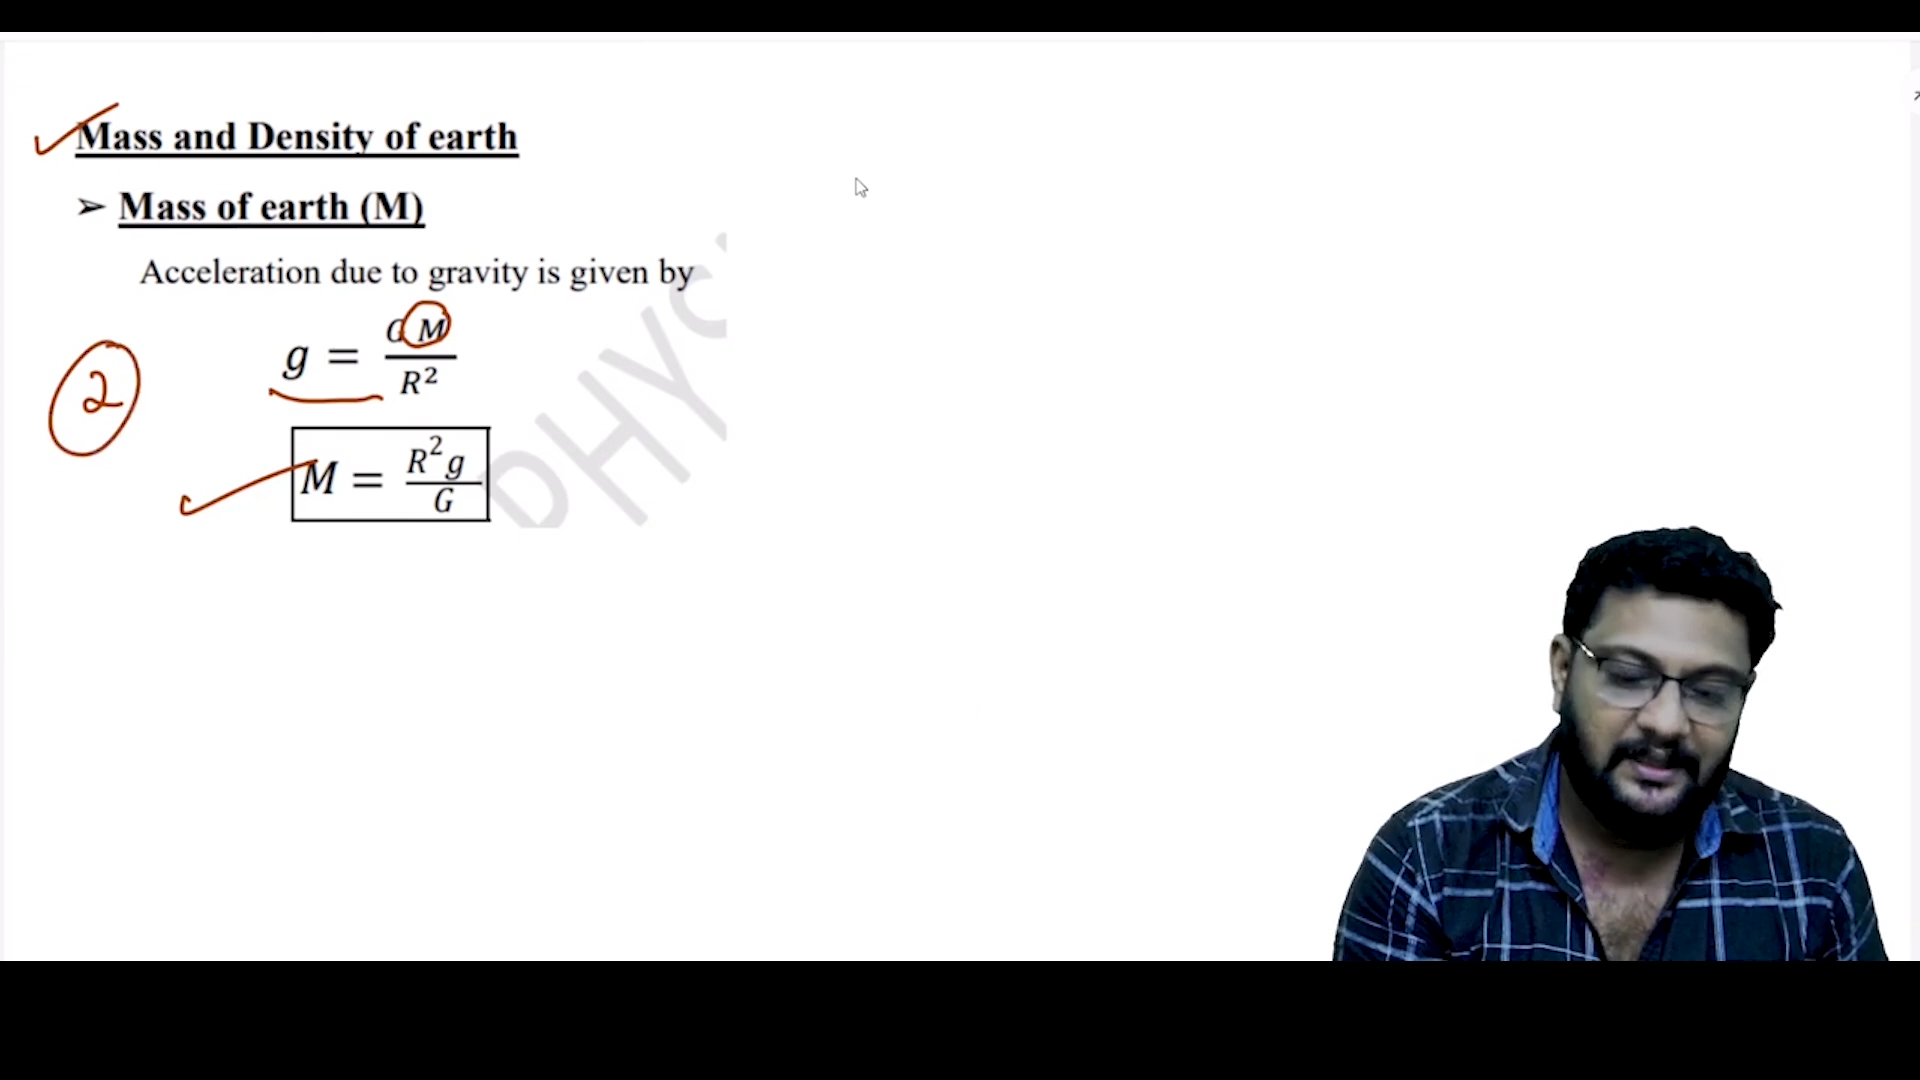 Mass and Density of earth
➢ Mass of earth (M)
Acceleration due to gravity is given by
g = GM / R²
2
M = R²g / G
PHY